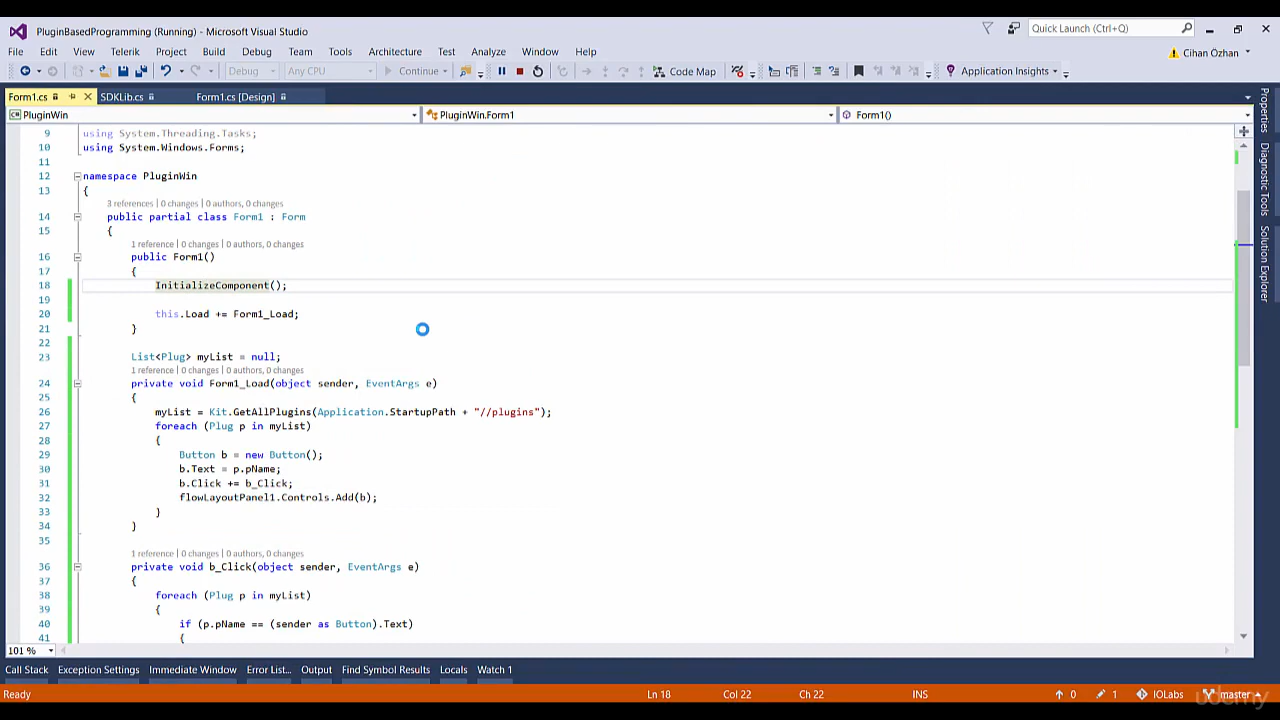 PluginBasedProgramming (Running) - Microsoft Visual Studio
Quick Launch (Ctrl+Q)
File Edit View Telerik Project Build Debug Team Tools Architecture Test Analyze Window Help
Cihan Özhan
Debug Any CPU Continue Code Map Application Insights
Form1.cs SDKLib.cs Form1.cs [Design]
PluginWin PluginWin.Form1 Form1()
9 using System.Threading.Tasks;
10 using System.Windows.Forms;
11
12 namespace PluginWin
13 {
3 references | 0 changes | 0 authors, 0 changes
14 public partial class Form1 : Form
15 {
1 reference | 0 changes | 0 authors, 0 changes
16 public Form1()
17 {
18 InitializeComponent();
19
20 this.Load += Form1_Load;
21 }
22
23 List<Plug> myList = null;
1 reference | 0 changes | 0 authors, 0 changes
24 private void Form1_Load(object sender, EventArgs e)
25 {
26 myList = Kit.GetAllPlugins(Application.StartupPath + "//plugins");
27 foreach (Plug p in myList)
28 {
29 Button b = new Button();
30 b.Text = p.pName;
31 b.Click += b_Click;
32 flowLayoutPanel1.Controls.Add(b);
33 }
34 }
35
1 reference | 0 changes | 0 authors, 0 changes
36 private void b_Click(object sender, EventArgs e)
37 {
38 foreach (Plug p in myList)
39 {
40 if (p.pName == (sender as Button).Text)
41 {
Properties
Diagnostic Tools
Solution Explorer
101 %
Call Stack Exception Settings Immediate Window Error List... Output Find Symbol Results Locals Watch 1
Ready Ln 18 Col 22 Ch 22 INS 0 1 IOLabs master
udemy